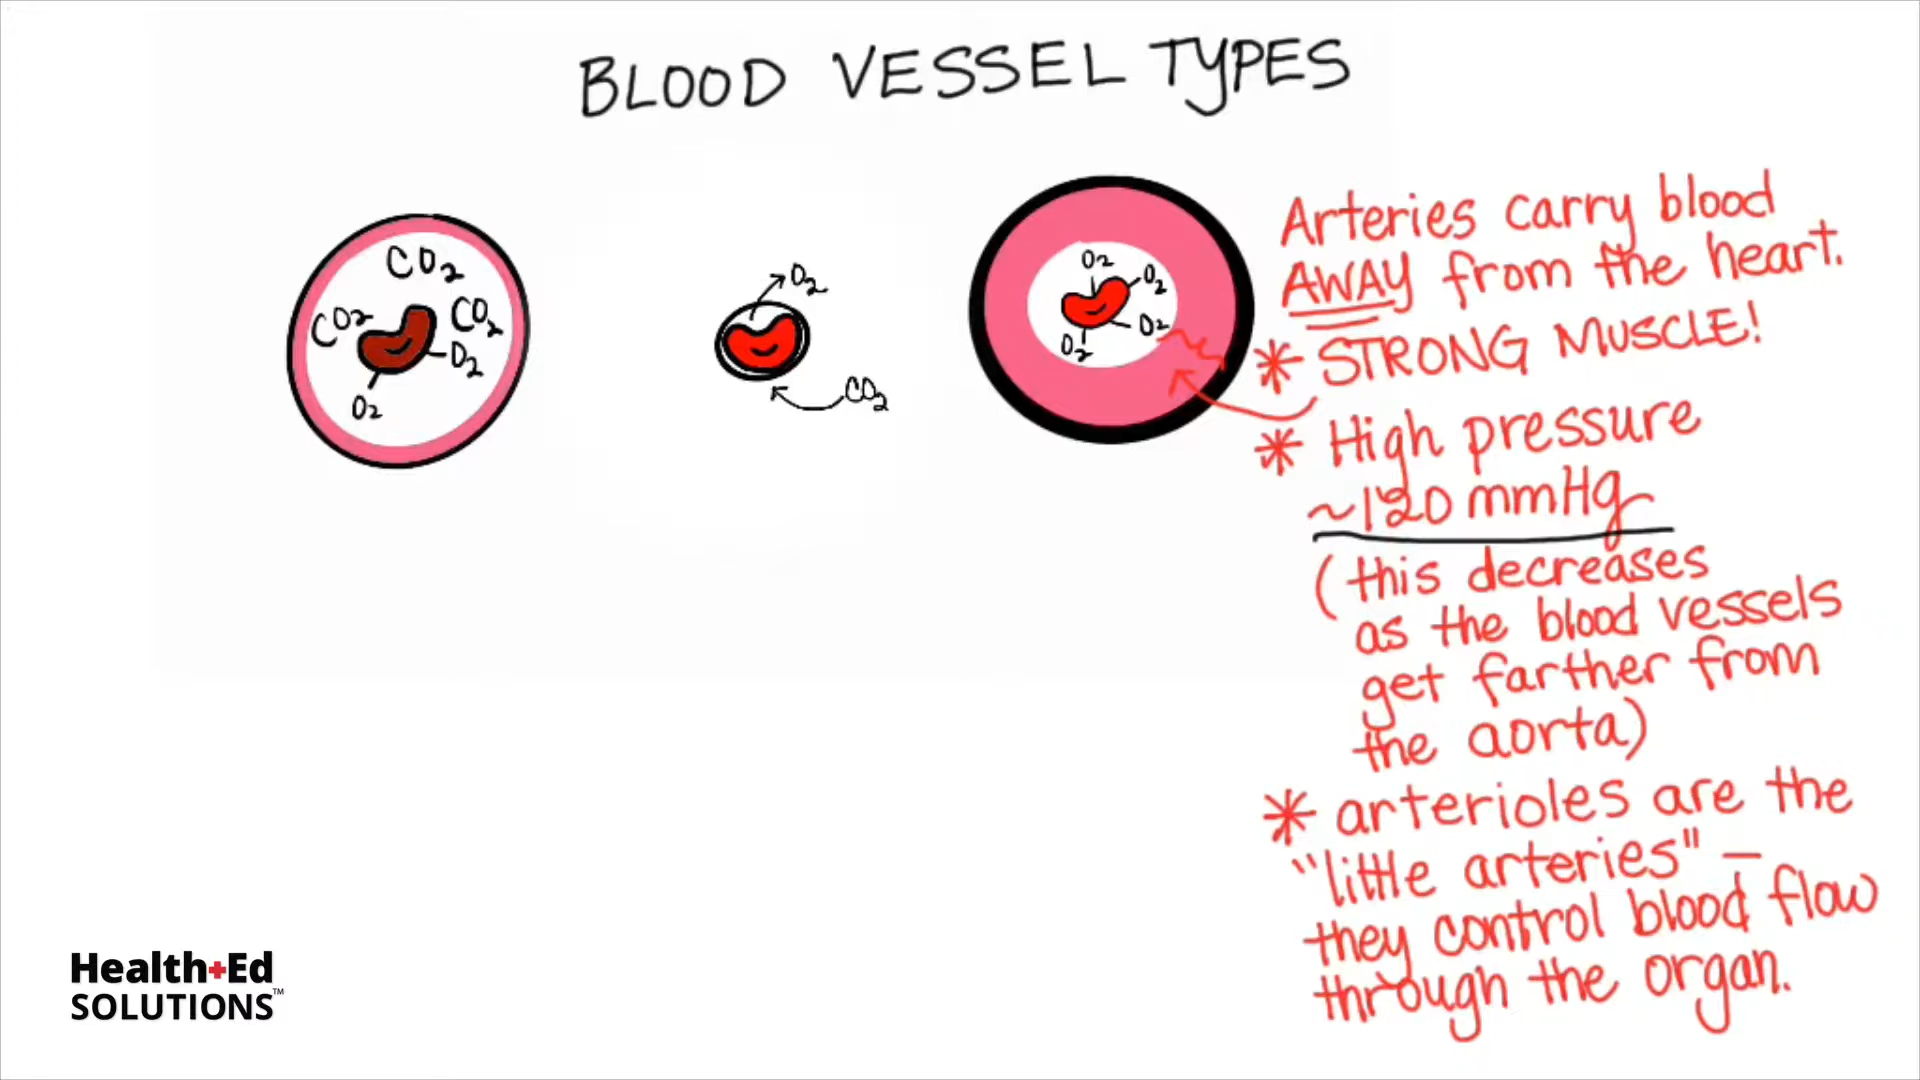 BLOOD VESSEL TYPES
CO2
CO2
CO2
O2
O2
O2
CO2
O2
O2
O2
O2
Arteries carry blood
AWAY from the heart.
* STRONG MUSCLE!
* High pressure
~120 mmHg
(this decreases
as the blood vessels
get farther from
the aorta)
* arterioles are the
"little arteries" –
they control blood flow
through the organ.
Health+Ed
SOLUTIONS™